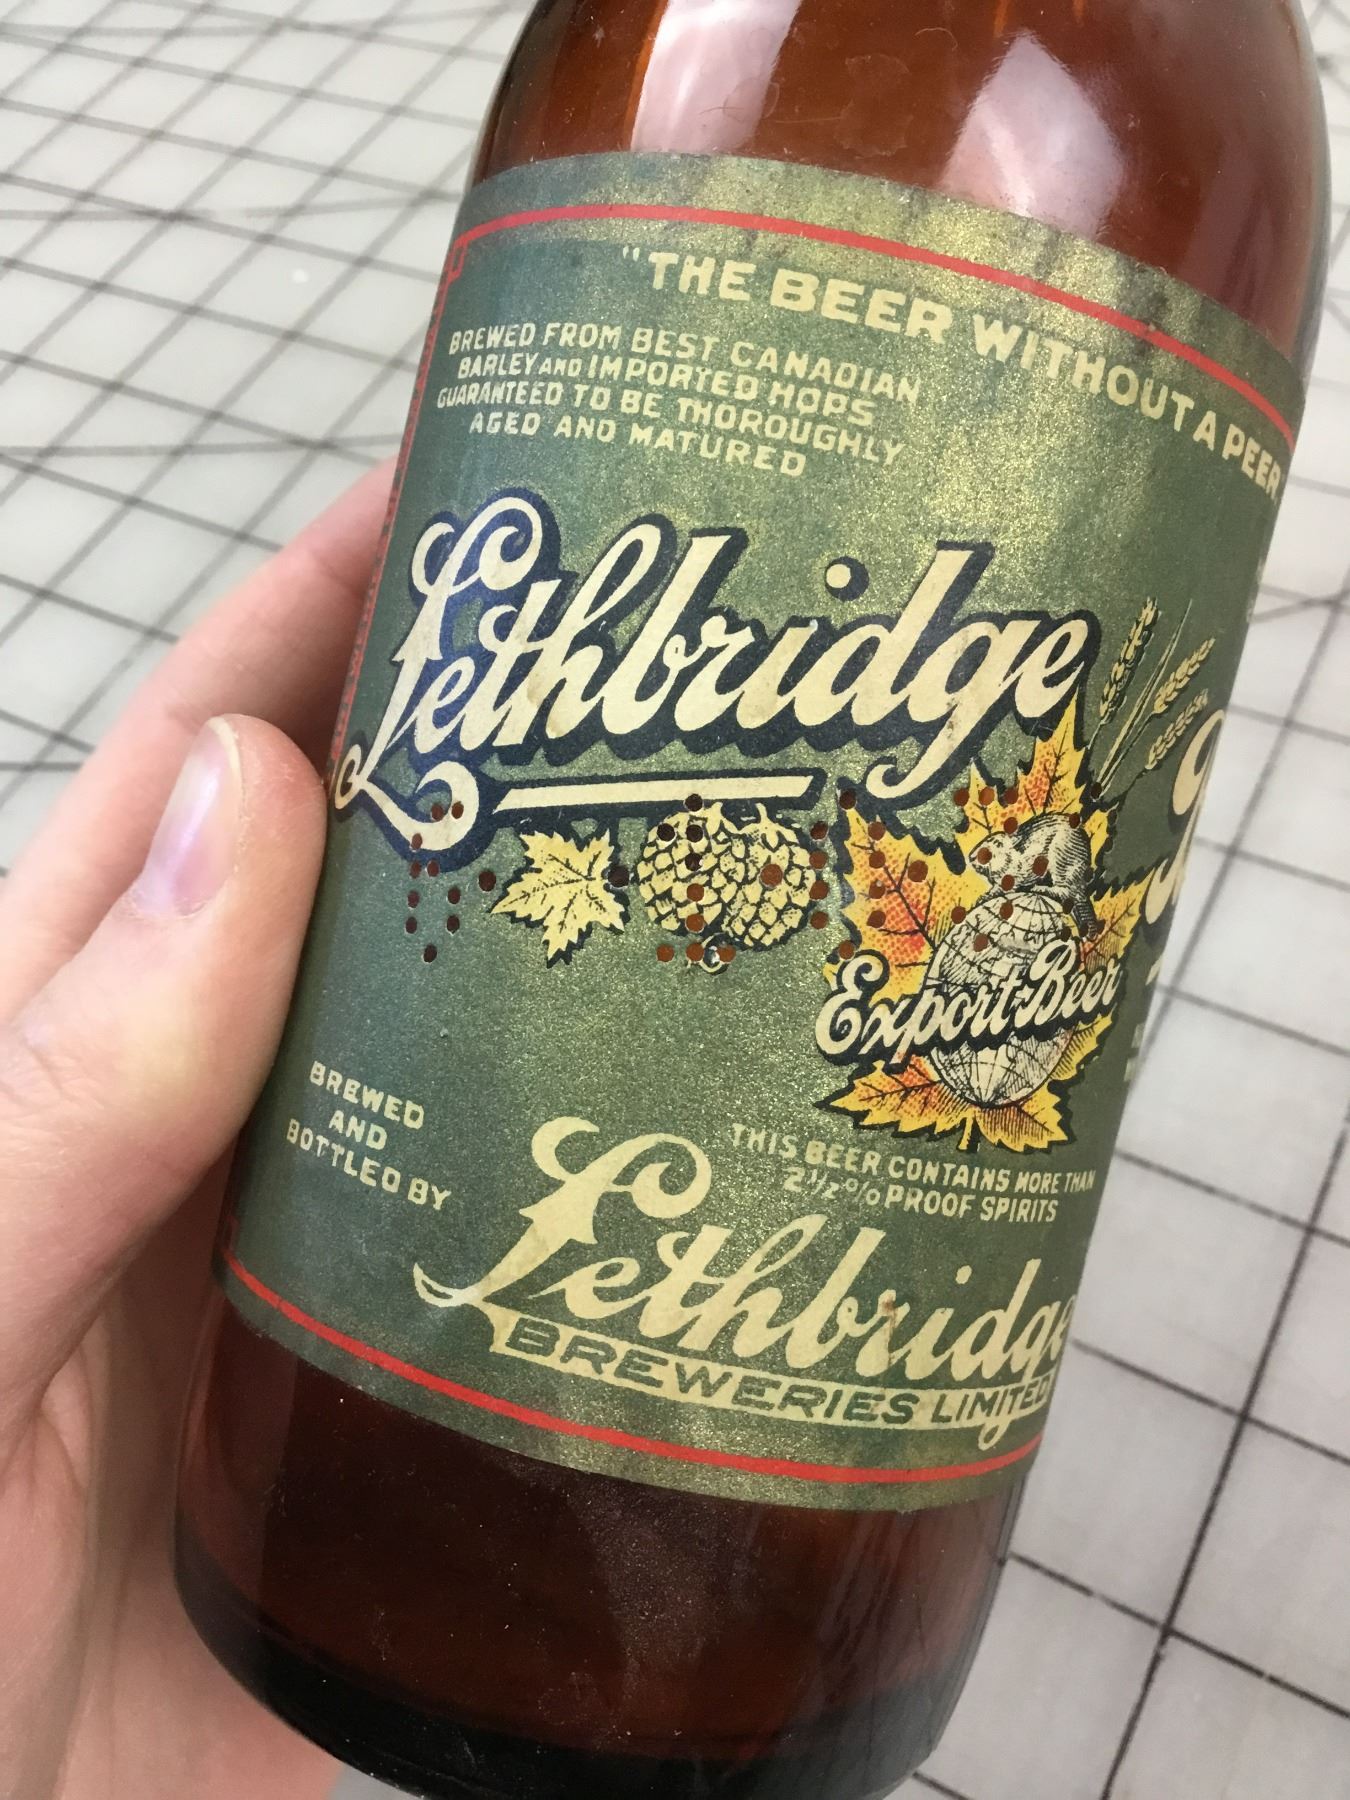 "THE BEER WITHOUT A PEER"
BREWED FROM BEST CANADIAN
BARLEY AND IMPORTED HOPS
GUARANTEED TO BE THOROUGHLY
AGED AND MATURED
Lethbridge
Export-Beer
BREWED
AND
BOTTLED BY
THIS BEER CONTAINS MORE THAN
2½% PROOF SPIRITS
Lethbridge
BREWERIES LIMITED